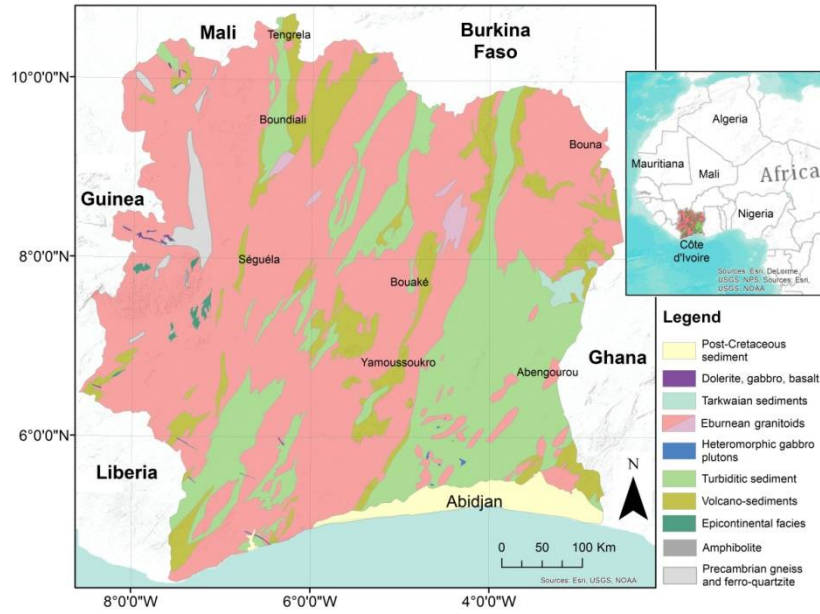 Mali
Burkina
Faso
Tengrela
10°0'0"N
Boundiali
Bouna
Guinea
8°0'0"N
Séguéla
Bouaké
Yamoussoukro
Abengourou
Ghana
6°0'0"N
Liberia
Abidjan
N
0 50 100 Km
Sources: Esri, USGS, NOAA
8°0'0"W
6°0'0"W
4°0'0"W
Algeria
Mauritiana
Mali
Africa
Nigeria
Côte
d'Ivoire
Sources: Esri, DeLorme,
USGS, NPS, Sources: Esri,
USGS, NOAA
Legend
Post-Cretaceous
sediment
Dolerite, gabbro, basalt
Tarkwaian sediments
Eburnean granitoids
Heteromorphic gabbro
plutons
Turbiditic sediment
Volcano-sediments
Epicontinental facies
Amphibolite
Precambrian gneiss
and ferro-quartzite